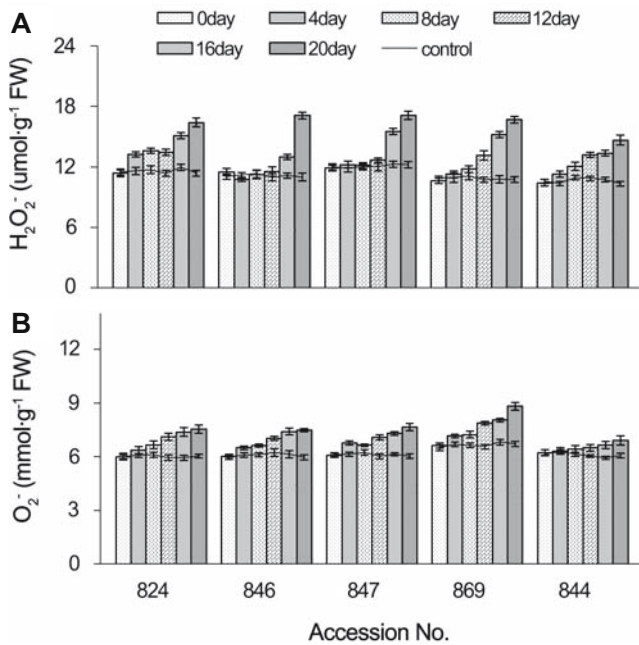 A
0day 4day 8day 12day
16day 20day control
24
18
12
6
0
H₂O₂⁻ (umol·g⁻¹ FW)
B
12
9
6
3
0
O₂⁻ (mmol·g⁻¹ FW)
824 846 847 869 844
Accession No.